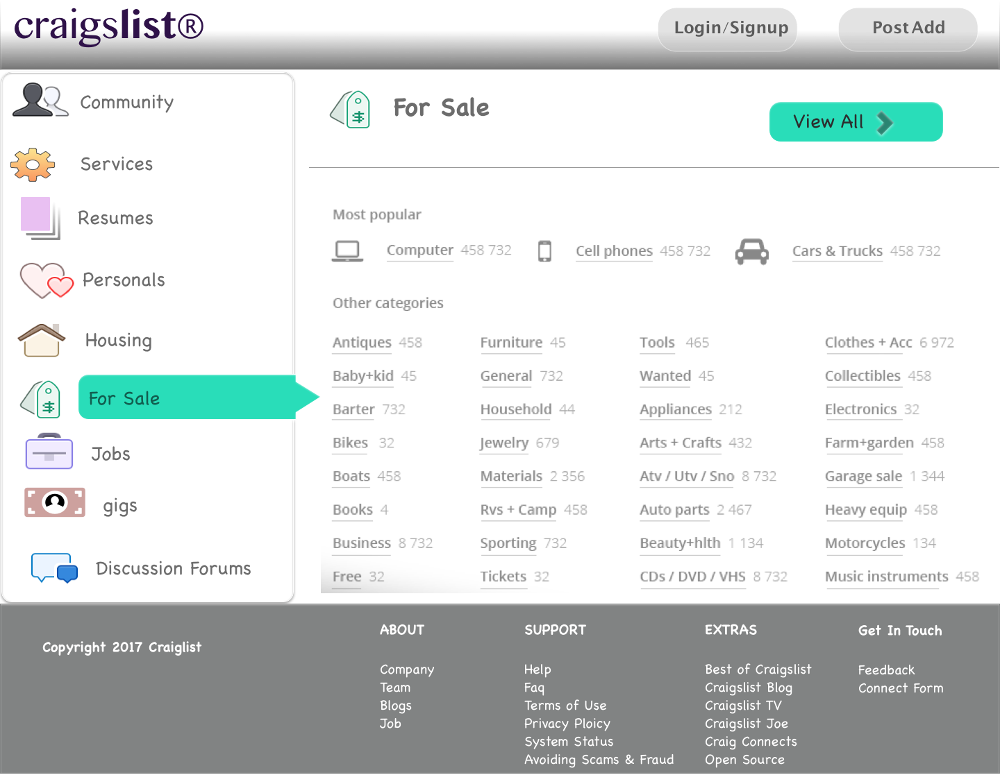 craigslist®
Login/Signup
Post Add
Community
Services
Resumes
Personals
Housing
For Sale
Jobs
gigs
Discussion Forums
For Sale
View All
Most popular
Computer 458 732
Cell phones 458 732
Cars & Trucks 458 732
Other categories
Antiques 458
Furniture 45
Tools 465
Clothes + Acc 6 972
Baby+kid 45
General 732
Wanted 45
Collectibles 458
Barter 732
Household 44
Appliances 212
Electronics 32
Bikes 32
Jewelry 679
Arts + Crafts 432
Farm+garden 458
Boats 458
Materials 2 356
Atv / Utv / Sno 8 732
Garage sale 1 344
Books 4
Rvs + Camp 458
Auto parts 2 467
Heavy equip 458
Business 8 732
Sporting 732
Beauty+hlth 1 134
Motorcycles 134
Free 32
Tickets 32
CDs / DVD / VHS 8 732
Music instruments 458
Copyright 2017 Craiglist
ABOUT
Company
Team
Blogs
Job
SUPPORT
Help
Faq
Terms of Use
Privacy Ploicy
System Status
Avoiding Scams & Fraud
EXTRAS
Best of Craigslist
Craigslist Blog
Craigslist TV
Craigslist Joe
Craig Connects
Open Source
Get In Touch
Feedback
Connect Form